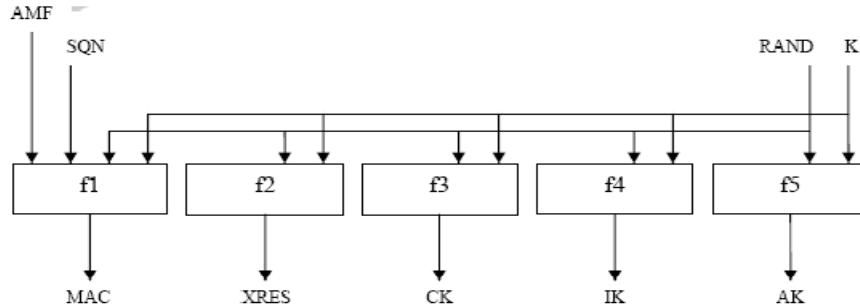 AMF
SQN RAND K
f1 f2 f3 f4 f5
MAC XRES CK IK AK